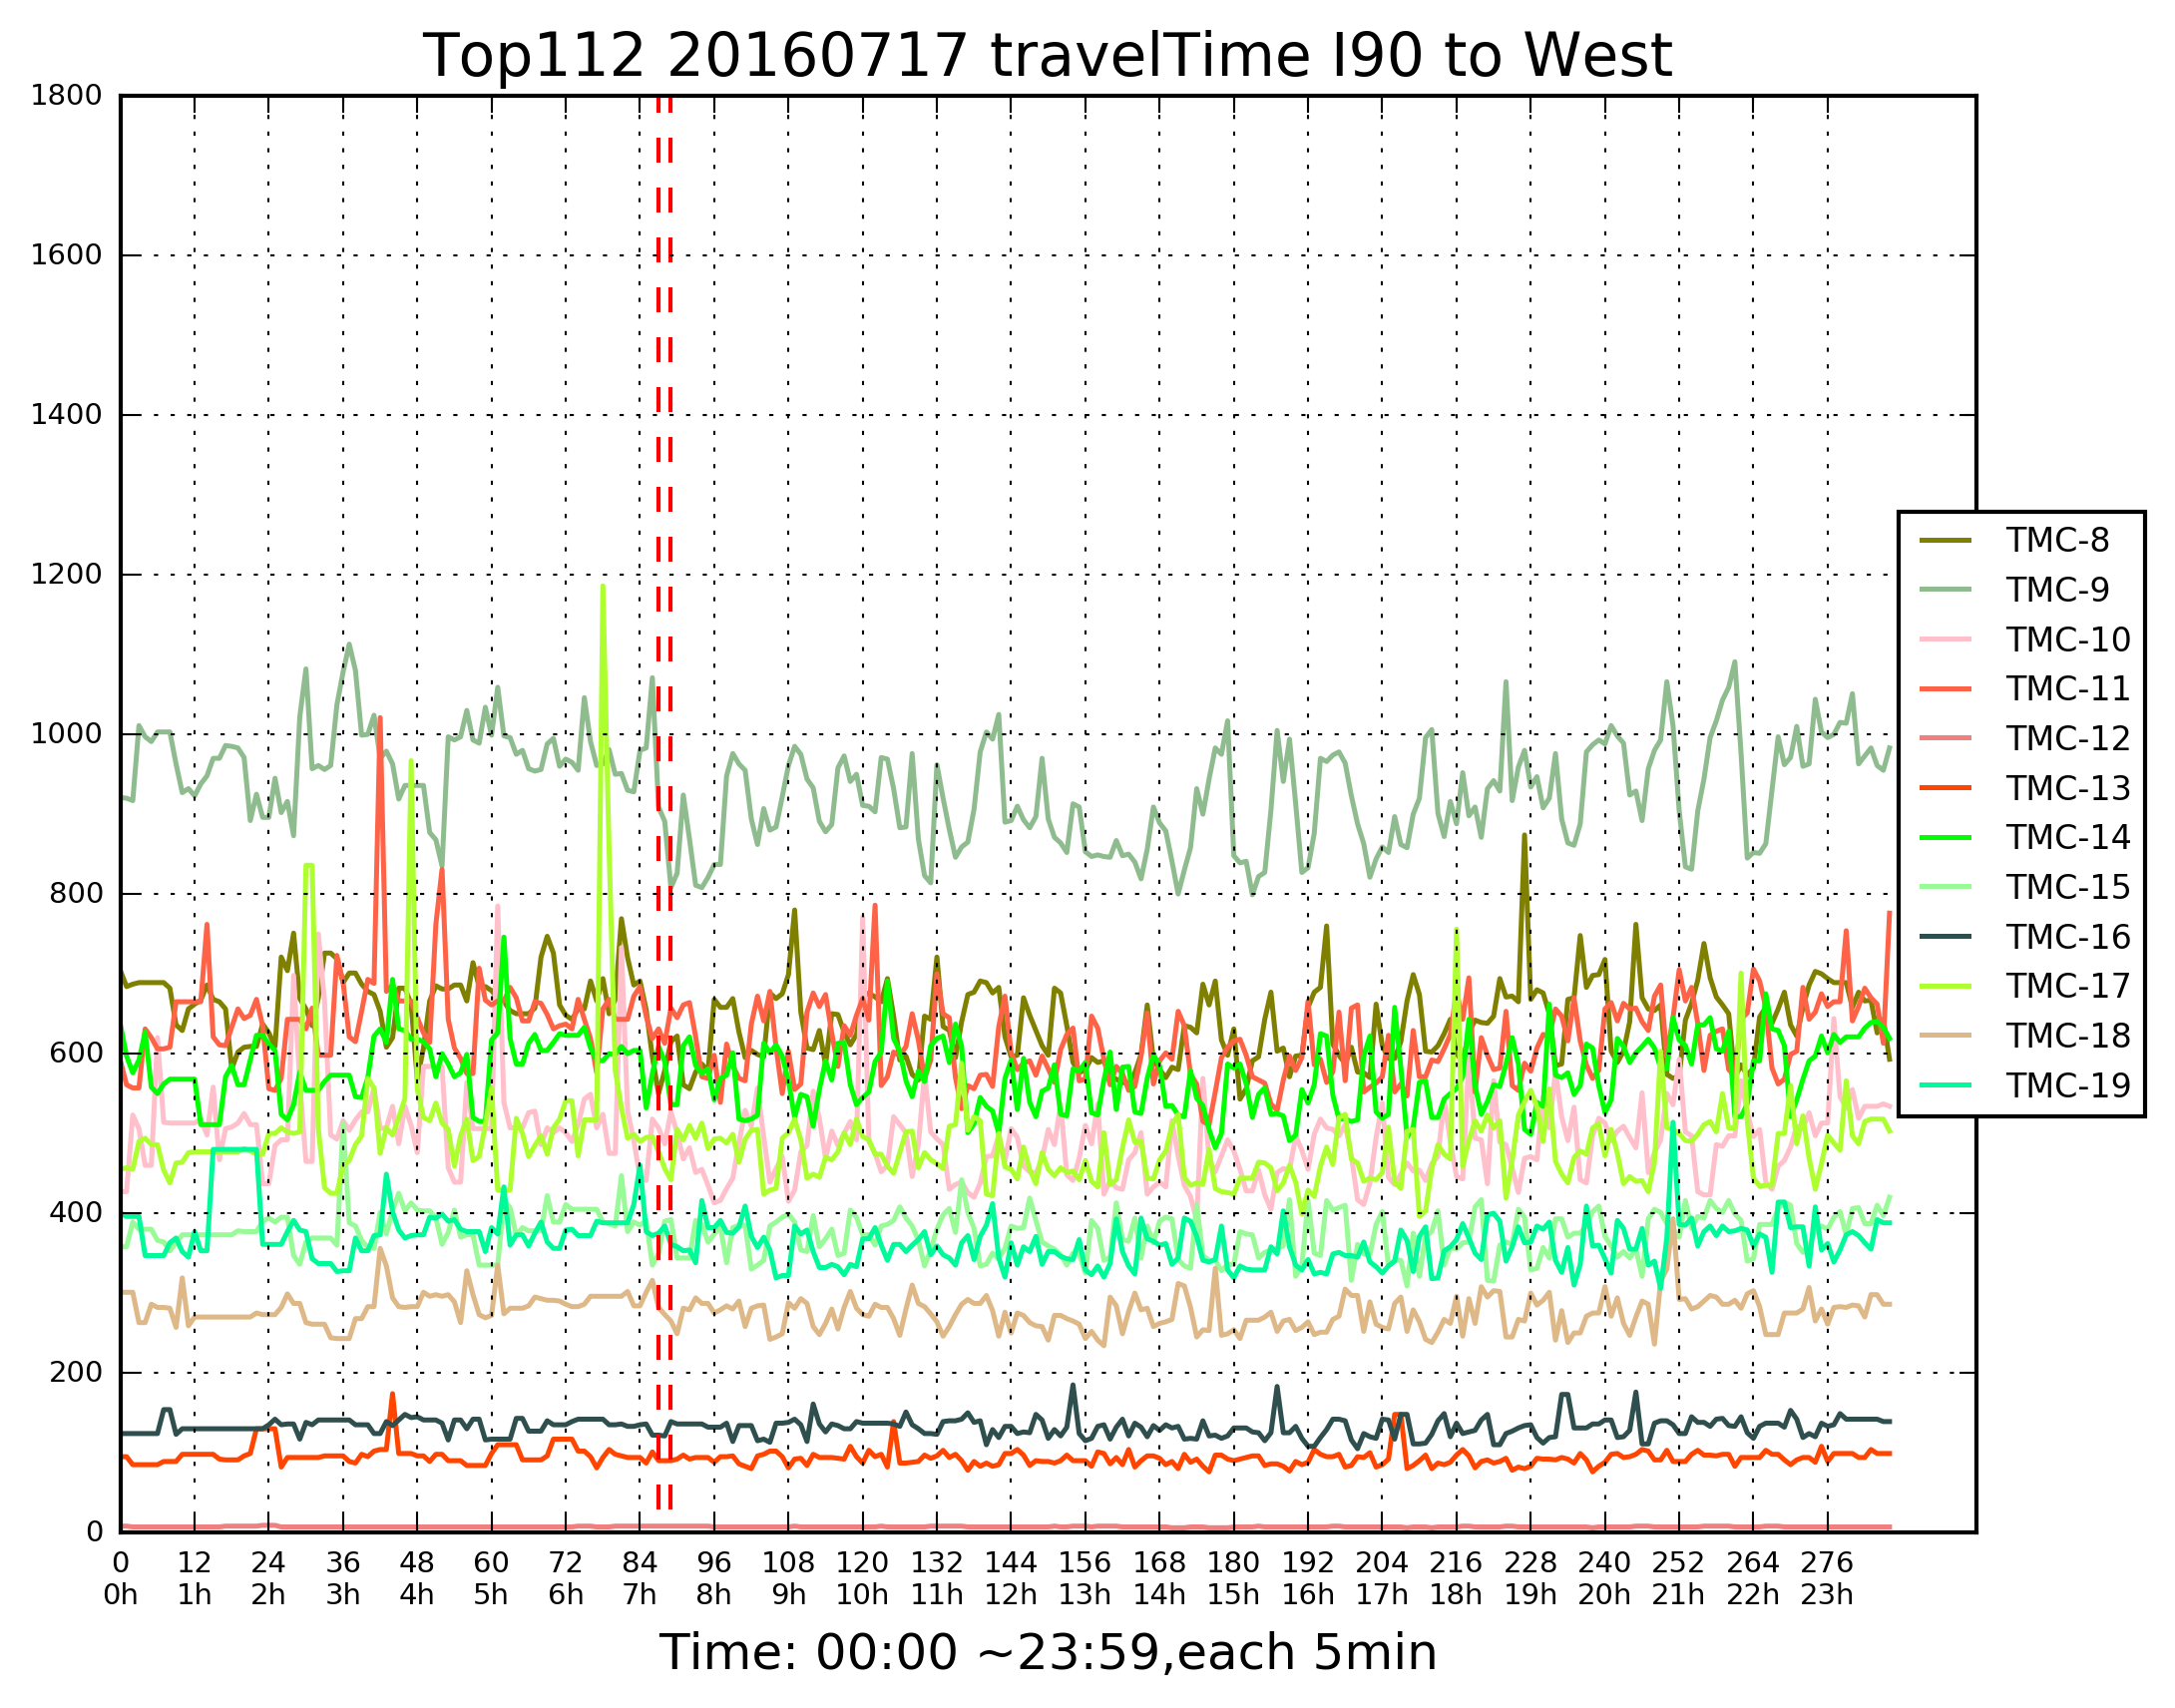 Top112 20160717 travelTime I90 to West
1800
1600
1400
1200
1000
800
600
400
200
0
TMC-8
TMC-9
TMC-10
TMC-11
TMC-12
TMC-13
TMC-14
TMC-15
TMC-16
TMC-17
TMC-18
TMC-19
0 12 24 36 48 60 72 84 96 108 120 132 144 156 168 180 192 204 216 228 240 252 264 276
0h 1h 2h 3h 4h 5h 6h 7h 8h 9h 10h 11h 12h 13h 14h 15h 16h 17h 18h 19h 20h 21h 22h 23h
Time: 00:00 ~23:59,each 5min